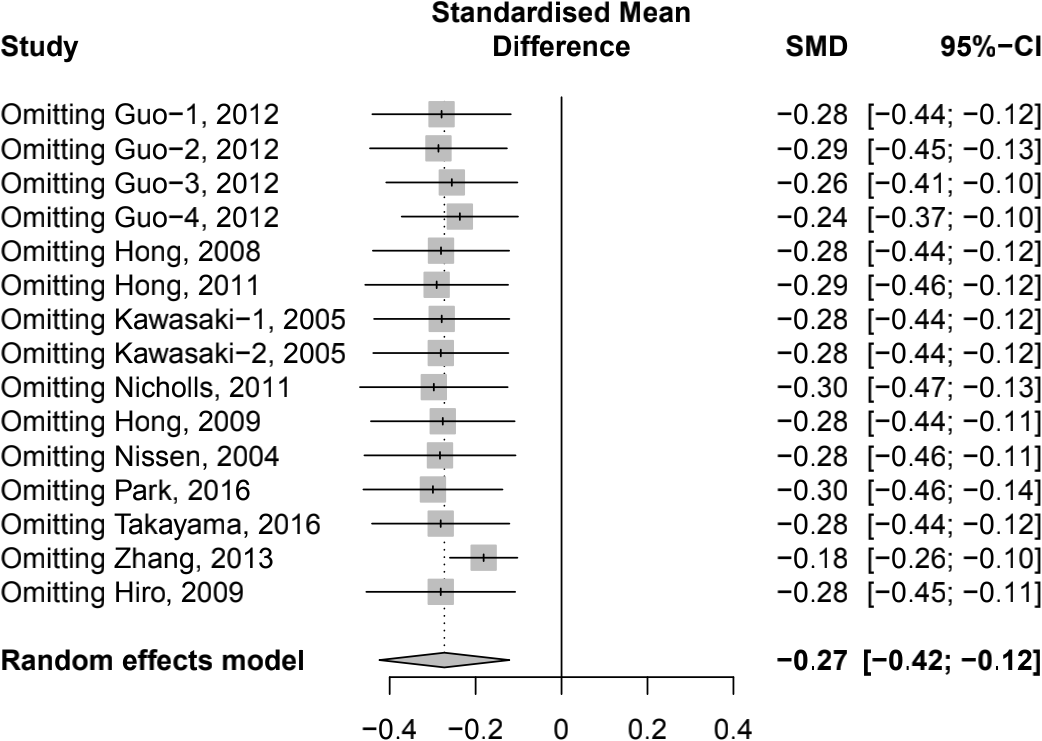 Standardised Mean
Study Difference SMD 95%−CI
Omitting Guo−1, 2012 −0.28 [−0.44; −0.12]
Omitting Guo−2, 2012 −0.29 [−0.45; −0.13]
Omitting Guo−3, 2012 −0.26 [−0.41; −0.10]
Omitting Guo−4, 2012 −0.24 [−0.37; −0.10]
Omitting Hong, 2008 −0.28 [−0.44; −0.12]
Omitting Hong, 2011 −0.29 [−0.46; −0.12]
Omitting Kawasaki−1, 2005 −0.28 [−0.44; −0.12]
Omitting Kawasaki−2, 2005 −0.28 [−0.44; −0.12]
Omitting Nicholls, 2011 −0.30 [−0.47; −0.13]
Omitting Hong, 2009 −0.28 [−0.44; −0.11]
Omitting Nissen, 2004 −0.28 [−0.46; −0.11]
Omitting Park, 2016 −0.30 [−0.46; −0.14]
Omitting Takayama, 2016 −0.28 [−0.44; −0.12]
Omitting Zhang, 2013 −0.18 [−0.26; −0.10]
Omitting Hiro, 2009 −0.28 [−0.45; −0.11]
Random effects model −0.27 [−0.42; −0.12]
−0.4 −0.2 0 0.2 0.4